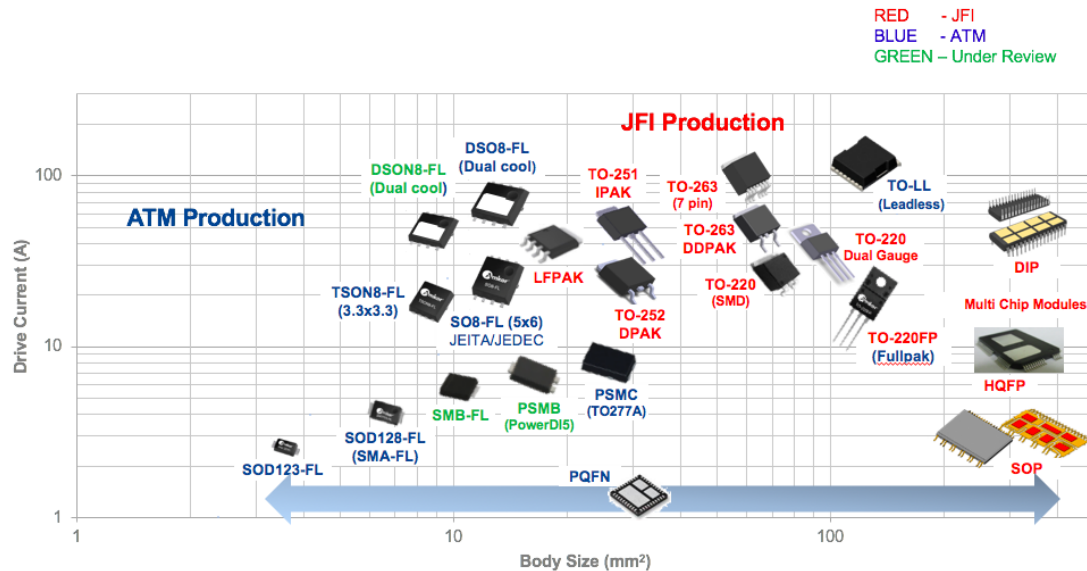 RED - JFI
BLUE - ATM
GREEN – Under Review
JFI Production
ATM Production
DSO8-FL
(Dual cool)
DSON8-FL
(Dual cool)
TO-251
IPAK
TO-263
(7 pin)
TO-LL
(Leadless)
TO-263
DDPAK
TO-220
Dual Gauge
LFPAK
DIP
TSON8-FL
(3.3x3.3)
SO8-FL (5x6)
JEITA/JEDEC
TO-252
DPAK
TO-220
(SMD)
Multi Chip Modules
TO-220FP
(Fullpak)
HQFP
SMB-FL
PSMB
(PowerDI5)
PSMC
(TO277A)
SOD128-FL
(SMA-FL)
SOD123-FL
SOP
PQFN
Drive Current (A)
100
10
1
1
10
100
Body Size (mm²)